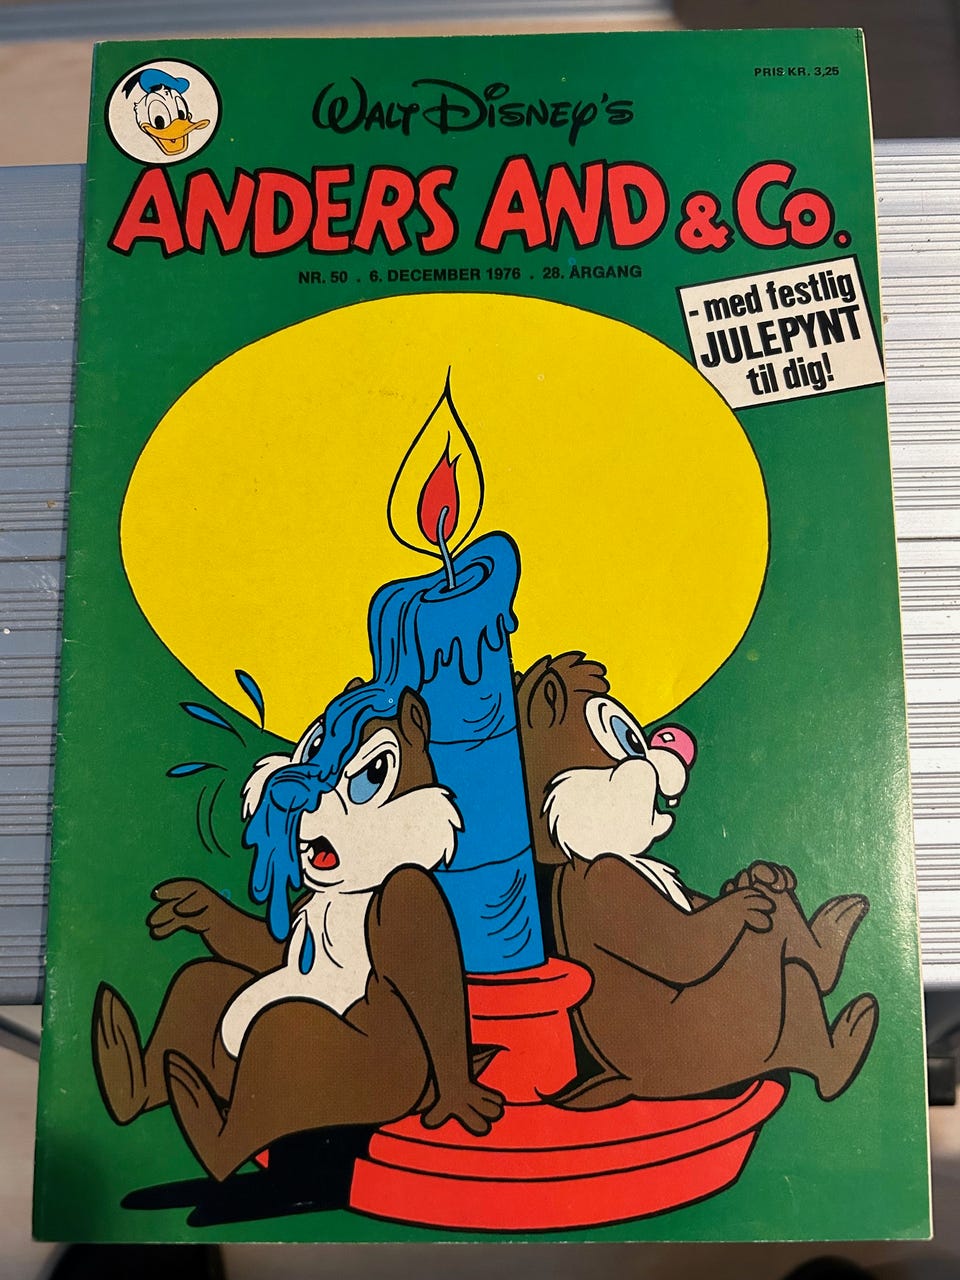 PRIS KR. 3,25
WALT DISNEY'S
ANDERS AND & Co.
NR. 50 . 6. DECEMBER 1976 . 28. ÅRGANG
- med festlig
JULEPYNT
til dig!